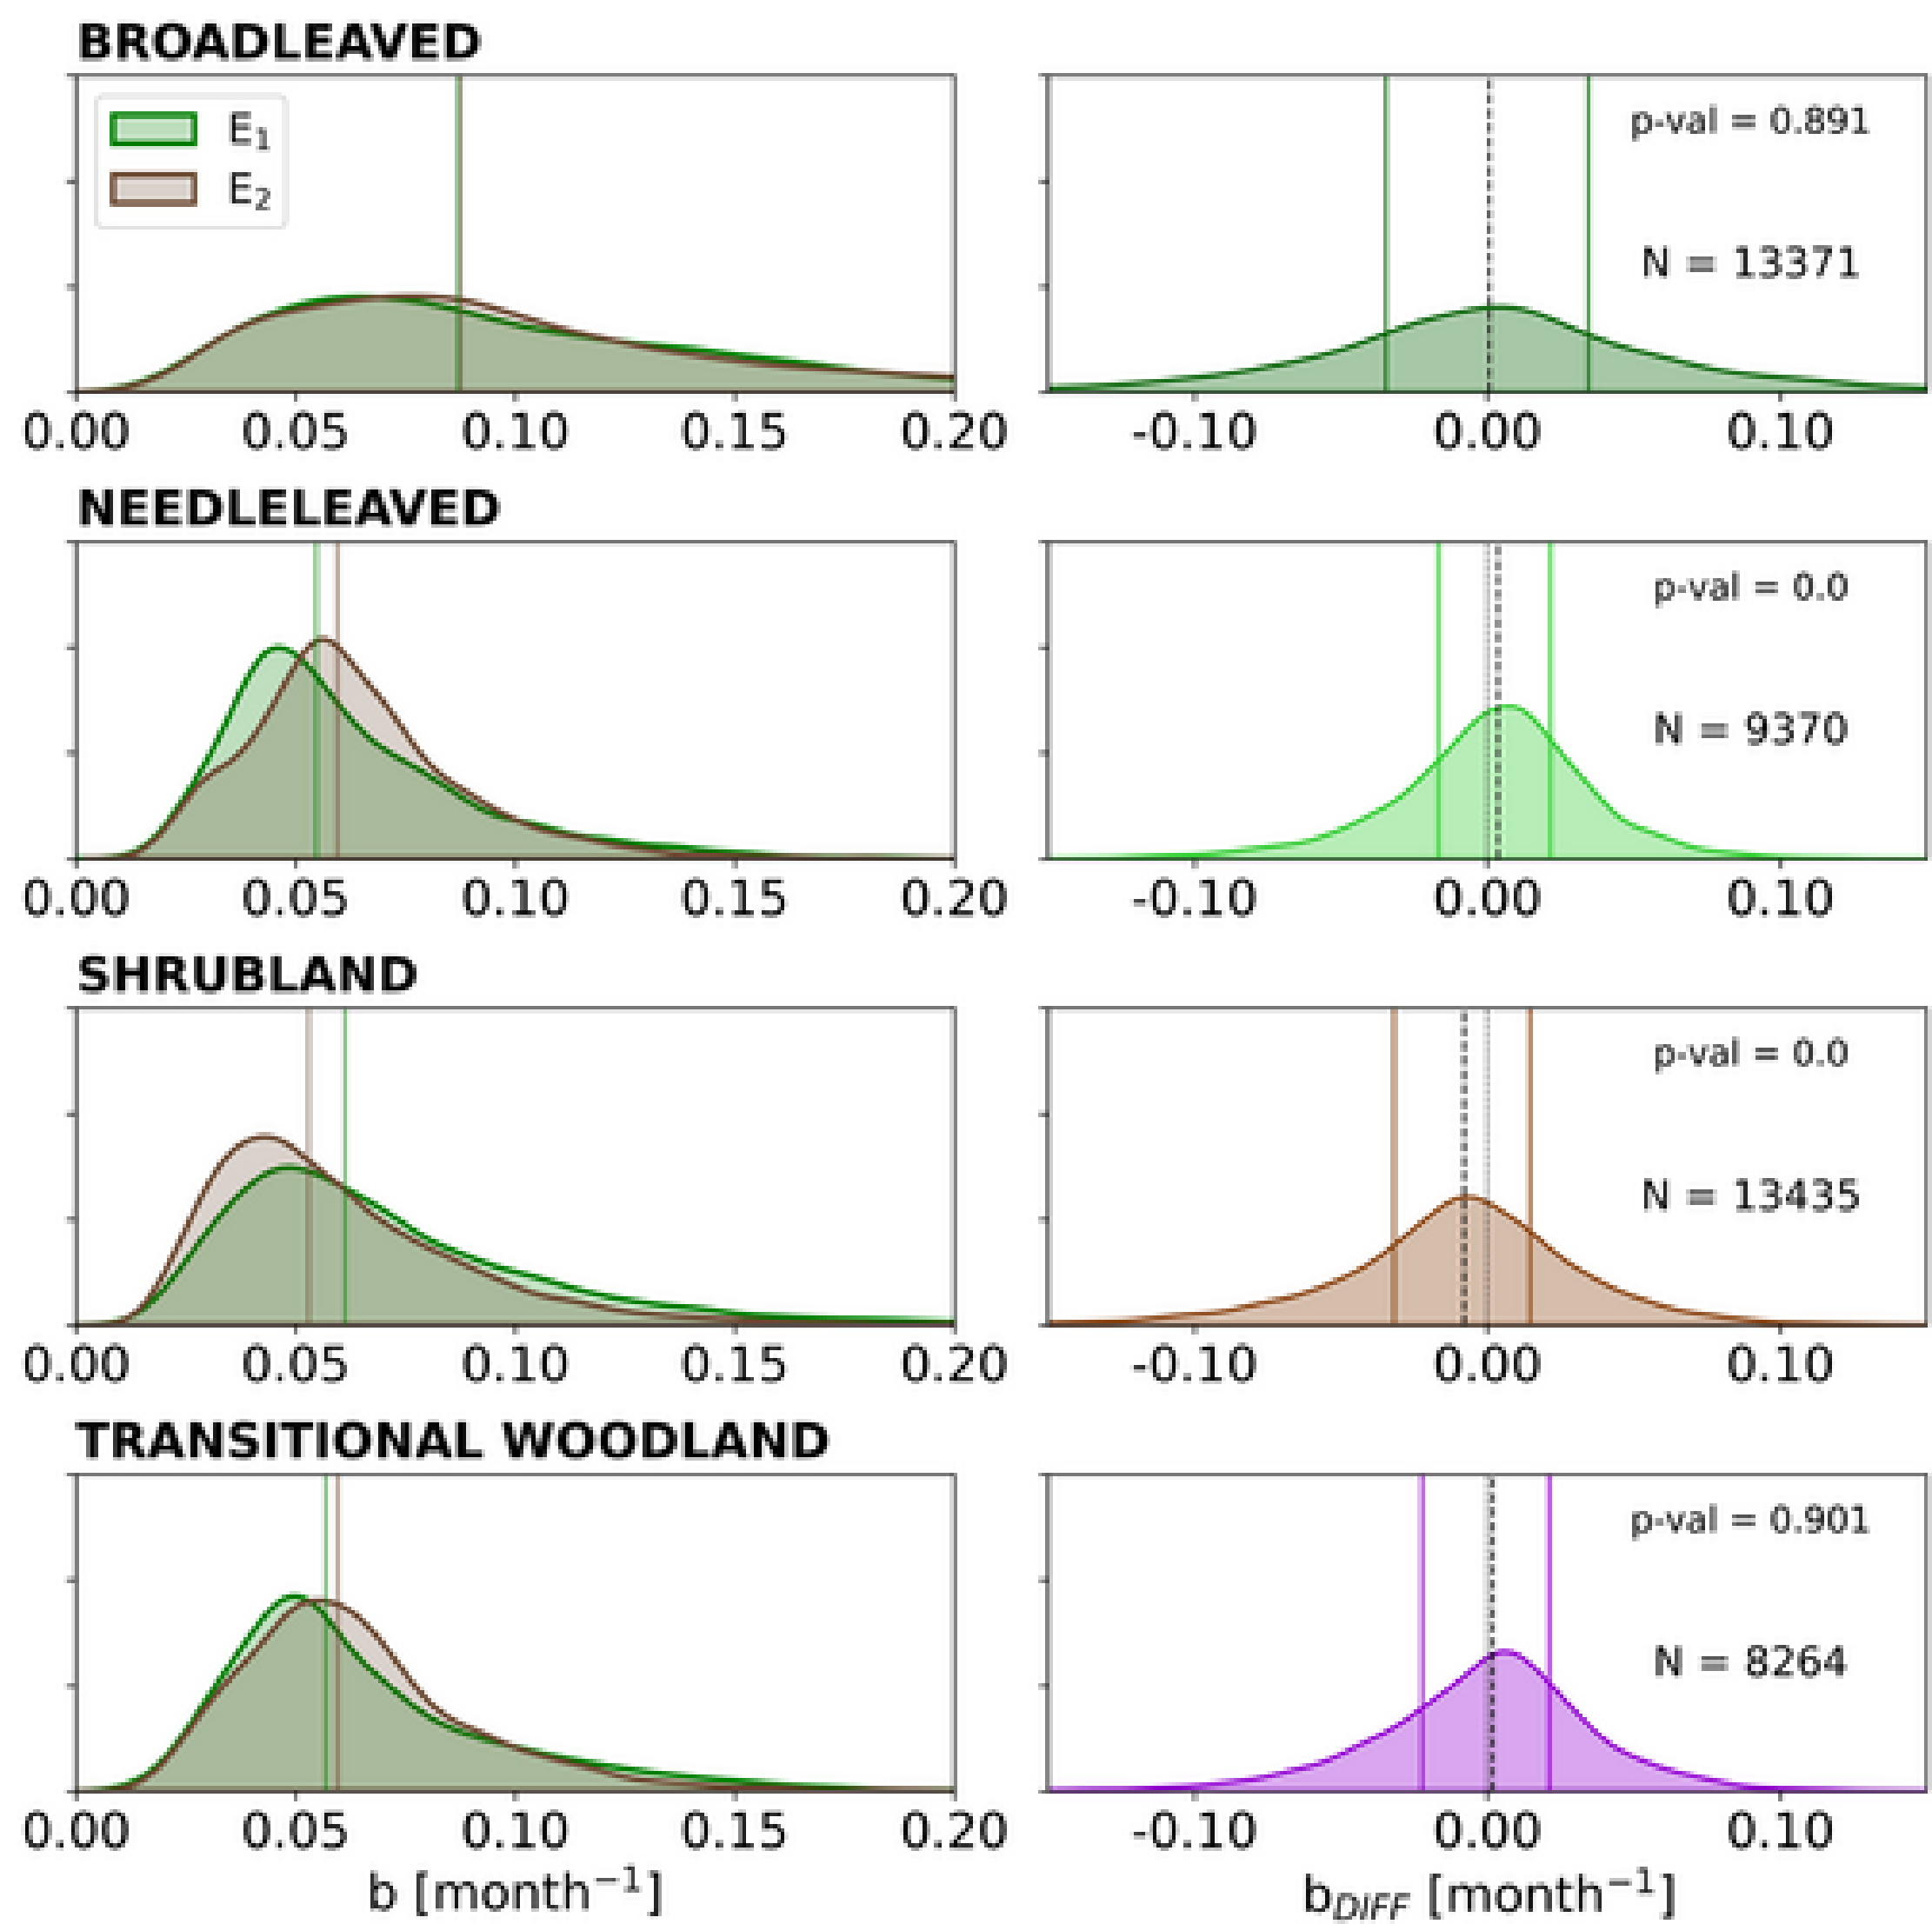 BROADLEAVED
E₁
E₂
p-val = 0.891
N = 13371
0.00 0.05 0.10 0.15 0.20
-0.10 0.00 0.10
NEEDLELEAVED
p-val = 0.0
N = 9370
0.00 0.05 0.10 0.15 0.20
-0.10 0.00 0.10
SHRUBLAND
p-val = 0.0
N = 13435
0.00 0.05 0.10 0.15 0.20
-0.10 0.00 0.10
TRANSITIONAL WOODLAND
p-val = 0.901
N = 8264
0.00 0.05 0.10 0.15 0.20
-0.10 0.00 0.10
b [month⁻¹]
b_DIFF [month⁻¹]